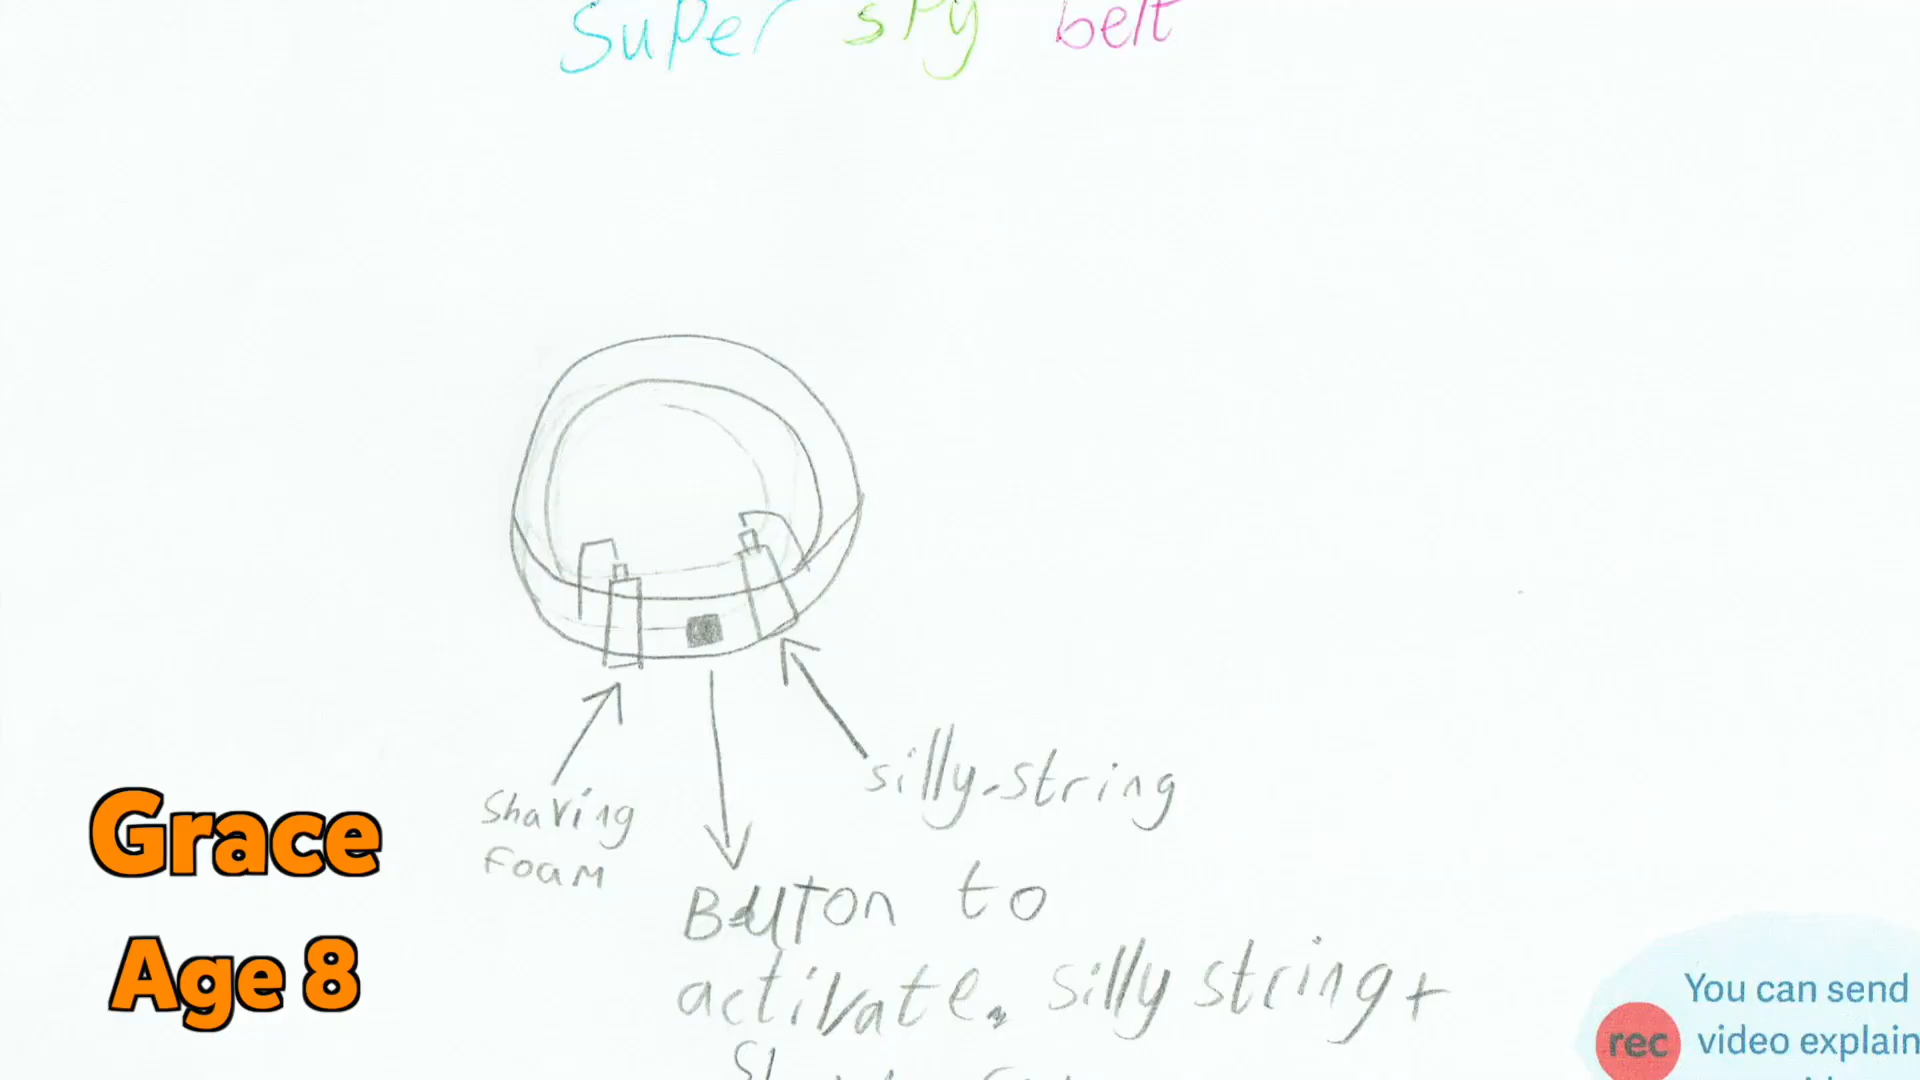 Super spy belt
silly-string
Shaving
Foam
Button to
activate. silly string +
Grace
Age 8
You can send
rec
video explain